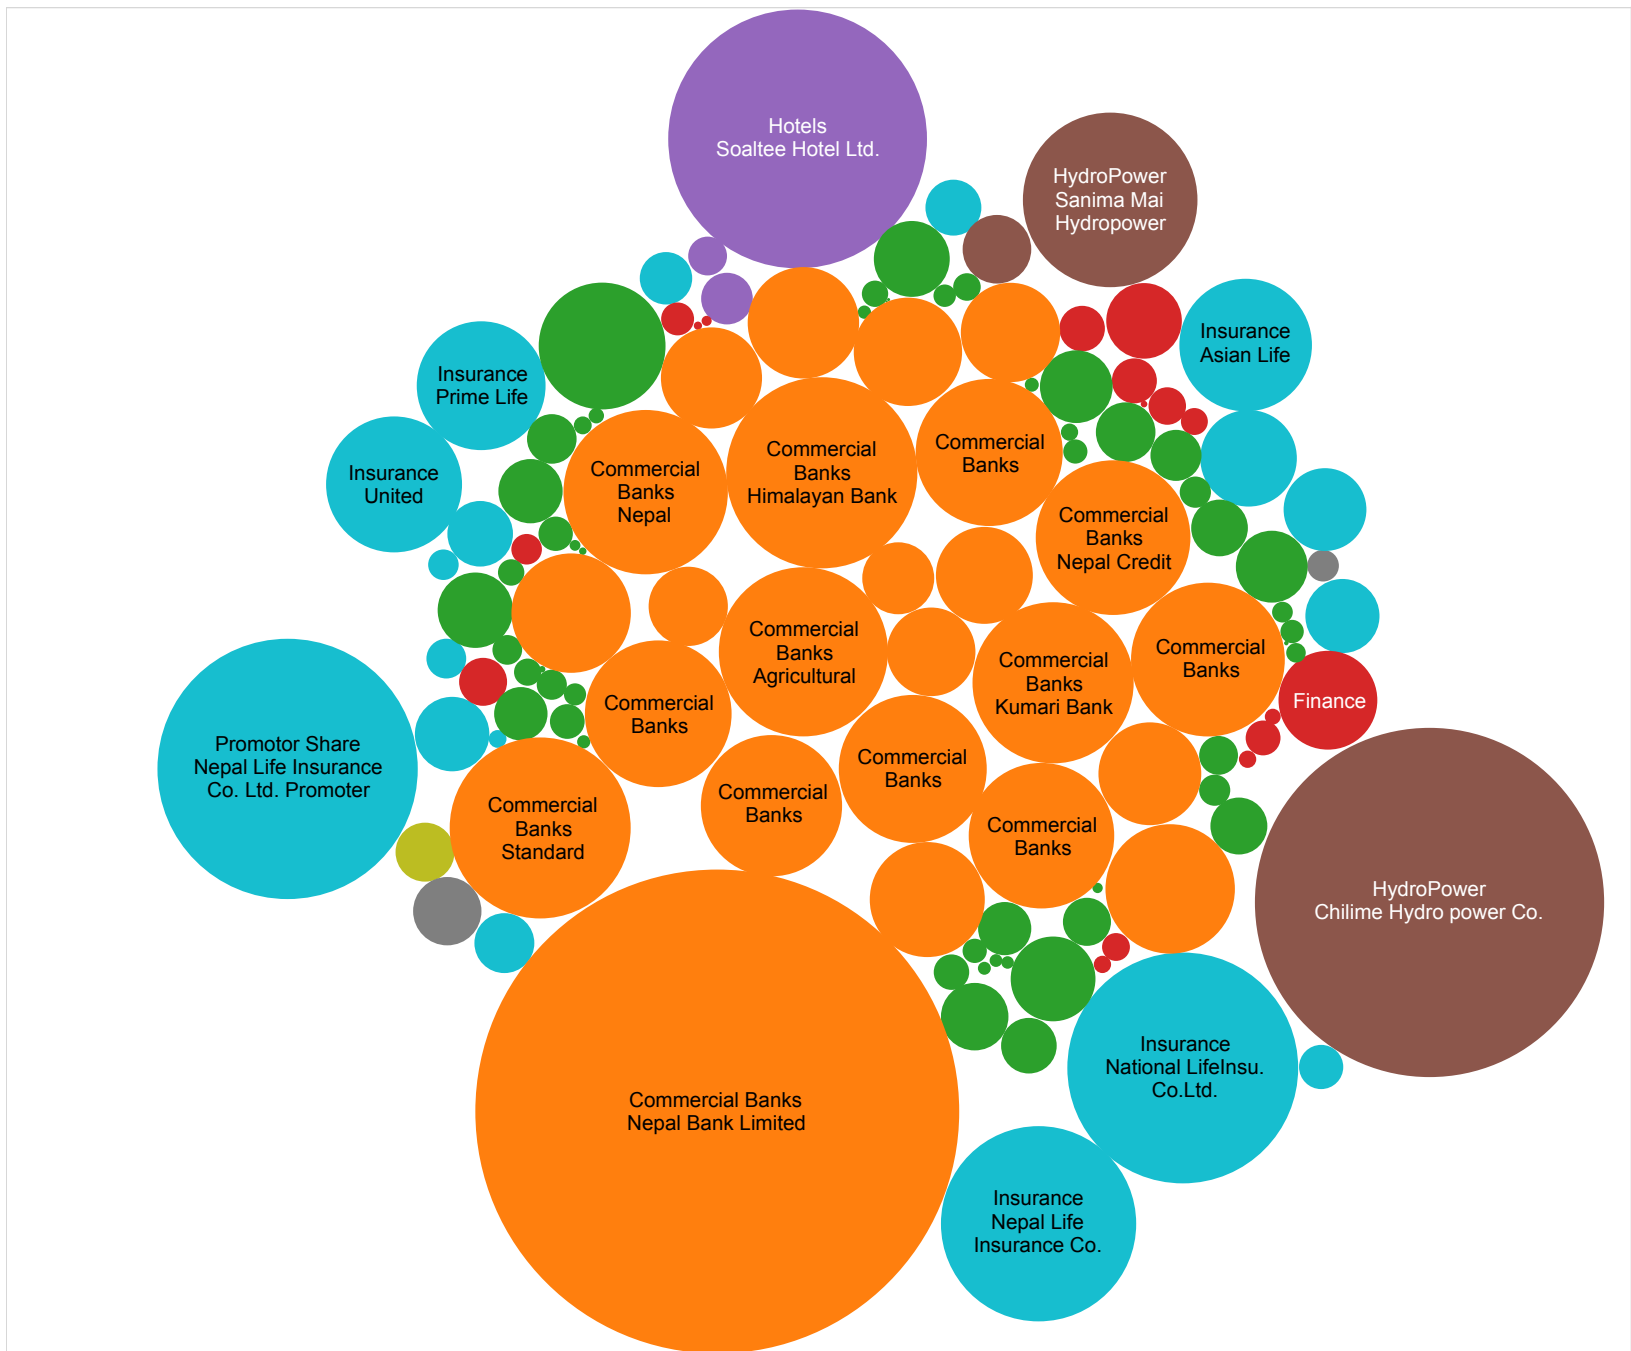 Hotels
Soaltee Hotel Ltd.
HydroPower
Sanima Mai
Hydropower
Insurance
Asian Life
Insurance
Prime Life
Insurance
United
Commercial
Banks
Nepal
Commercial
Banks
Himalayan Bank
Commercial
Banks
Commercial
Banks
Nepal Credit
Commercial
Banks
Agricultural
Commercial
Banks
Kumari Bank
Commercial
Banks
Finance
Commercial
Banks
Promotor Share
Nepal Life Insurance
Co. Ltd. Promoter
Commercial
Banks
Standard
Commercial
Banks
Commercial
Banks
Commercial
Banks
HydroPower
Chilime Hydro power Co.
Commercial Banks
Nepal Bank Limited
Insurance
National LifeInsu.
Co.Ltd.
Insurance
Nepal Life
Insurance Co.